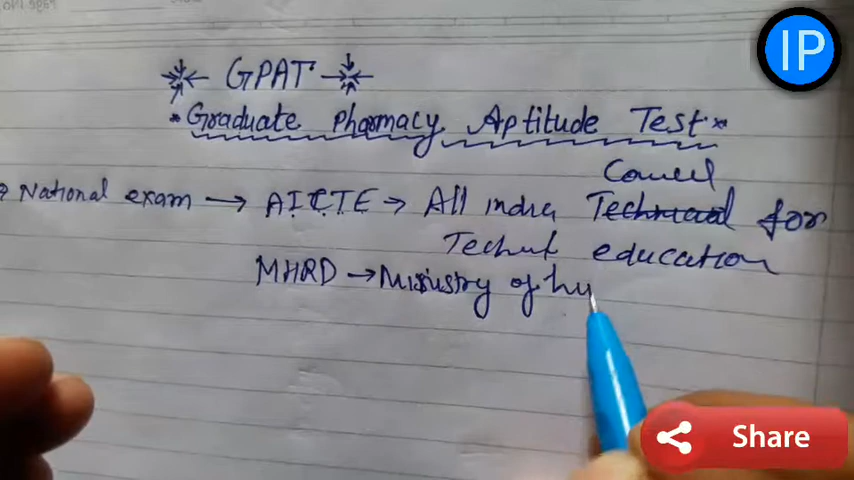 IP
GPAT
Graduate Pharmacy Aptitude Test
Council
National exam → AICTE → All india Technical for
Techal education
MHRD → Ministry of hu
Share